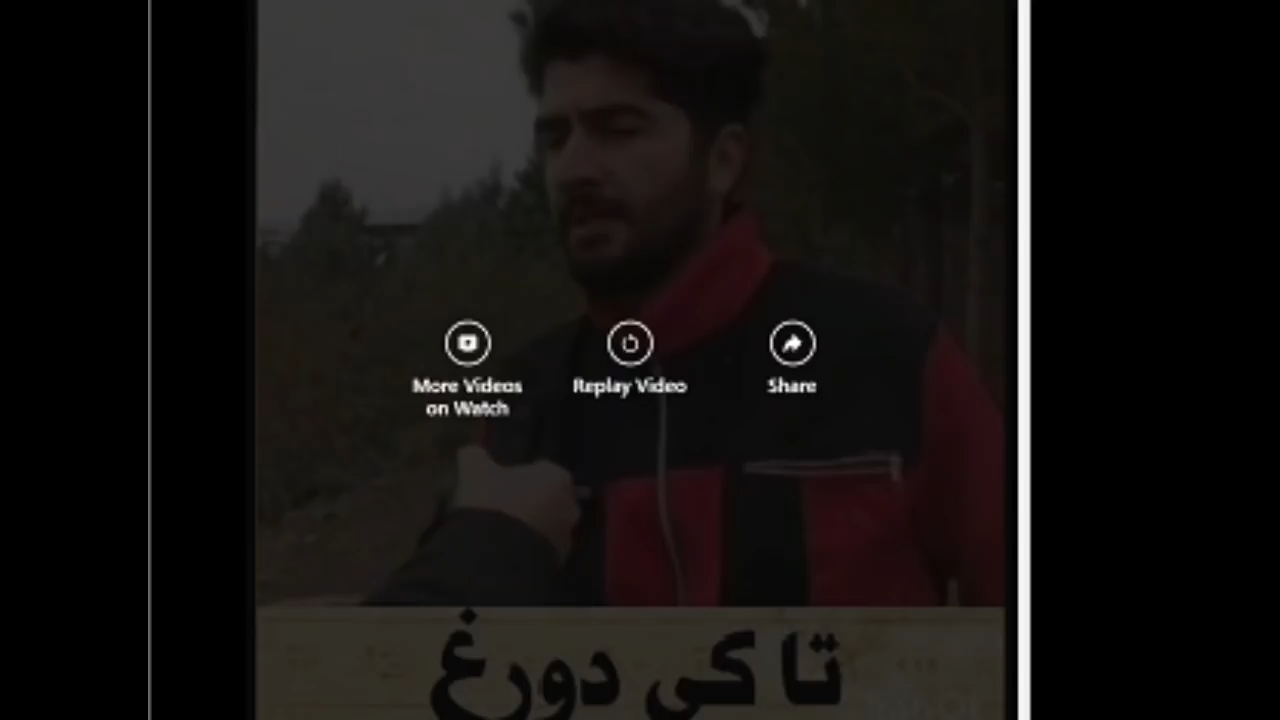 More Videos
on Watch
Replay Video
Share
تا کی دورغ